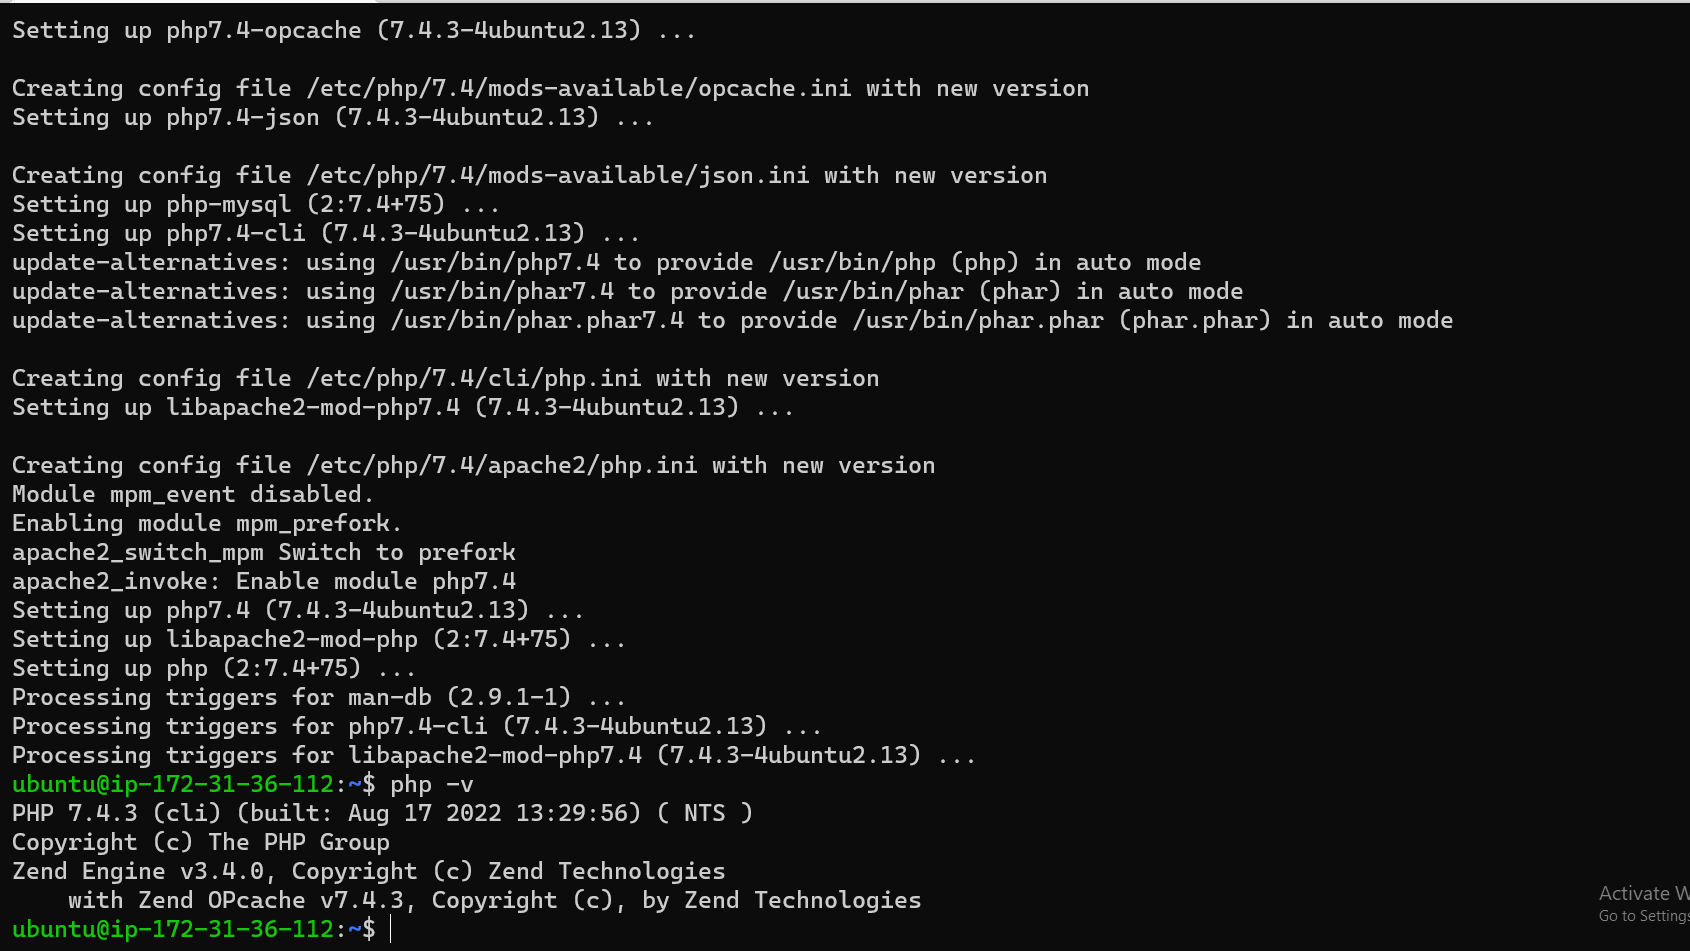 Setting up php7.4-opcache (7.4.3-4ubuntu2.13) ...
Creating config file /etc/php/7.4/mods-available/opcache.ini with new version
Setting up php7.4-json (7.4.3-4ubuntu2.13) ...
Creating config file /etc/php/7.4/mods-available/json.ini with new version
Setting up php-mysql (2:7.4+75) ...
Setting up php7.4-cli (7.4.3-4ubuntu2.13) ...
update-alternatives: using /usr/bin/php7.4 to provide /usr/bin/php (php) in auto mode
update-alternatives: using /usr/bin/phar7.4 to provide /usr/bin/phar (phar) in auto mode
update-alternatives: using /usr/bin/phar.phar7.4 to provide /usr/bin/phar.phar (phar.phar) in auto mode
Creating config file /etc/php/7.4/cli/php.ini with new version
Setting up libapache2-mod-php7.4 (7.4.3-4ubuntu2.13) ...
Creating config file /etc/php/7.4/apache2/php.ini with new version
Module mpm_event disabled.
Enabling module mpm_prefork.
apache2_switch_mpm Switch to prefork
apache2_invoke: Enable module php7.4
Setting up php7.4 (7.4.3-4ubuntu2.13) ...
Setting up libapache2-mod-php (2:7.4+75) ...
Setting up php (2:7.4+75) ...
Processing triggers for man-db (2.9.1-1) ...
Processing triggers for php7.4-cli (7.4.3-4ubuntu2.13) ...
Processing triggers for libapache2-mod-php7.4 (7.4.3-4ubuntu2.13) ...
ubuntu@ip-172-31-36-112:~$ php -v
PHP 7.4.3 (cli) (built: Aug 17 2022 13:29:56) ( NTS )
Copyright (c) The PHP Group
Zend Engine v3.4.0, Copyright (c) Zend Technologies
    with Zend OPcache v7.4.3, Copyright (c), by Zend Technologies
ubuntu@ip-172-31-36-112:~$
Activate W
Go to Settings